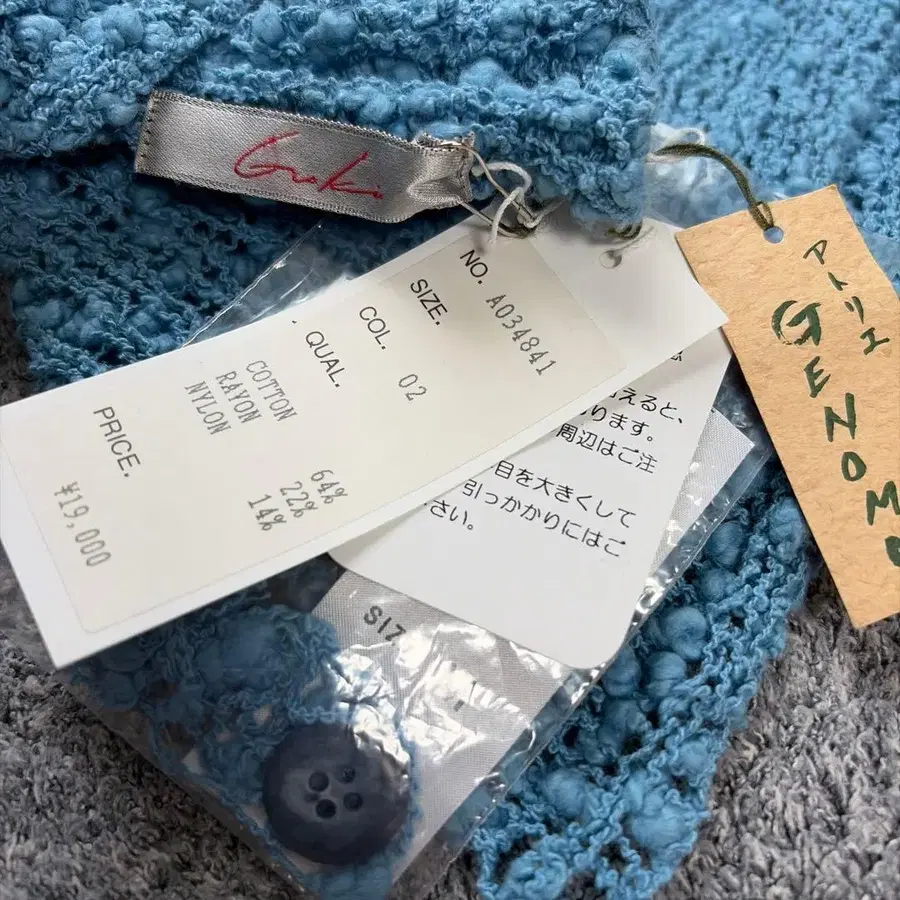 Guki.
NO. A034841
SIZE.
COL. 02
QUAL.
COTTON 64%
RAYON 22%
NYLON 14%
PRICE.
¥19,000
えると、
ります。
周辺はご注
目を大きくして
引っかかりにはご
さい。
アトリエ
GENOM